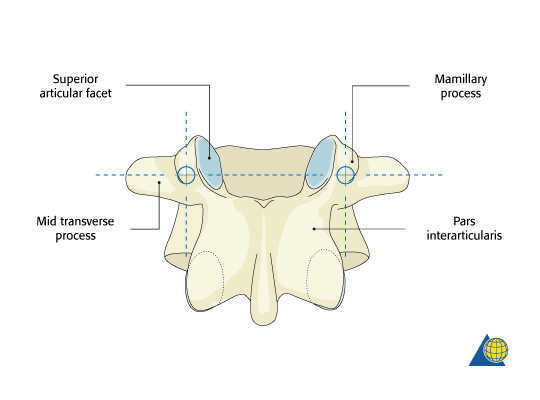 Superior
articular facet
Mamillary
process
Mid transverse
process
Pars
interarticularis